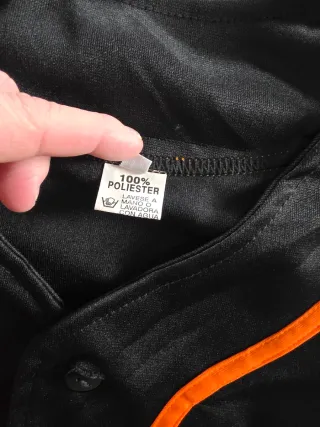 100%
POLIESTER
LAVESE A
MANO O
LAVADORA
CON AGUA